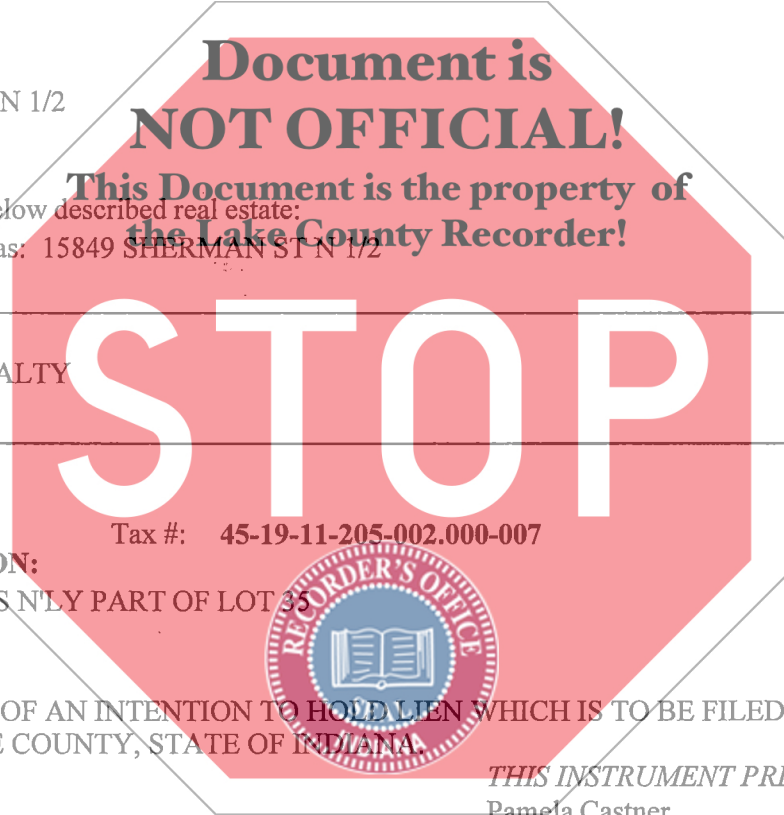 Document is
N 1/2
NOT OFFICIAL!
This Document is the property of
elow described real estate:
the Lake County Recorder!
as: 15849 SHERMAN ST N 1/2
STOP
ALTY
Tax #: 45-19-11-205-002.000-007
ON:
S N'LY PART OF LOT 35
RECORDER'S OFFICE
SEAL
INDIANA
OF AN INTENTION TO HOLD LIEN WHICH IS TO BE FILED
E COUNTY, STATE OF INDIANA.
THIS INSTRUMENT PRE
Pamela Castner